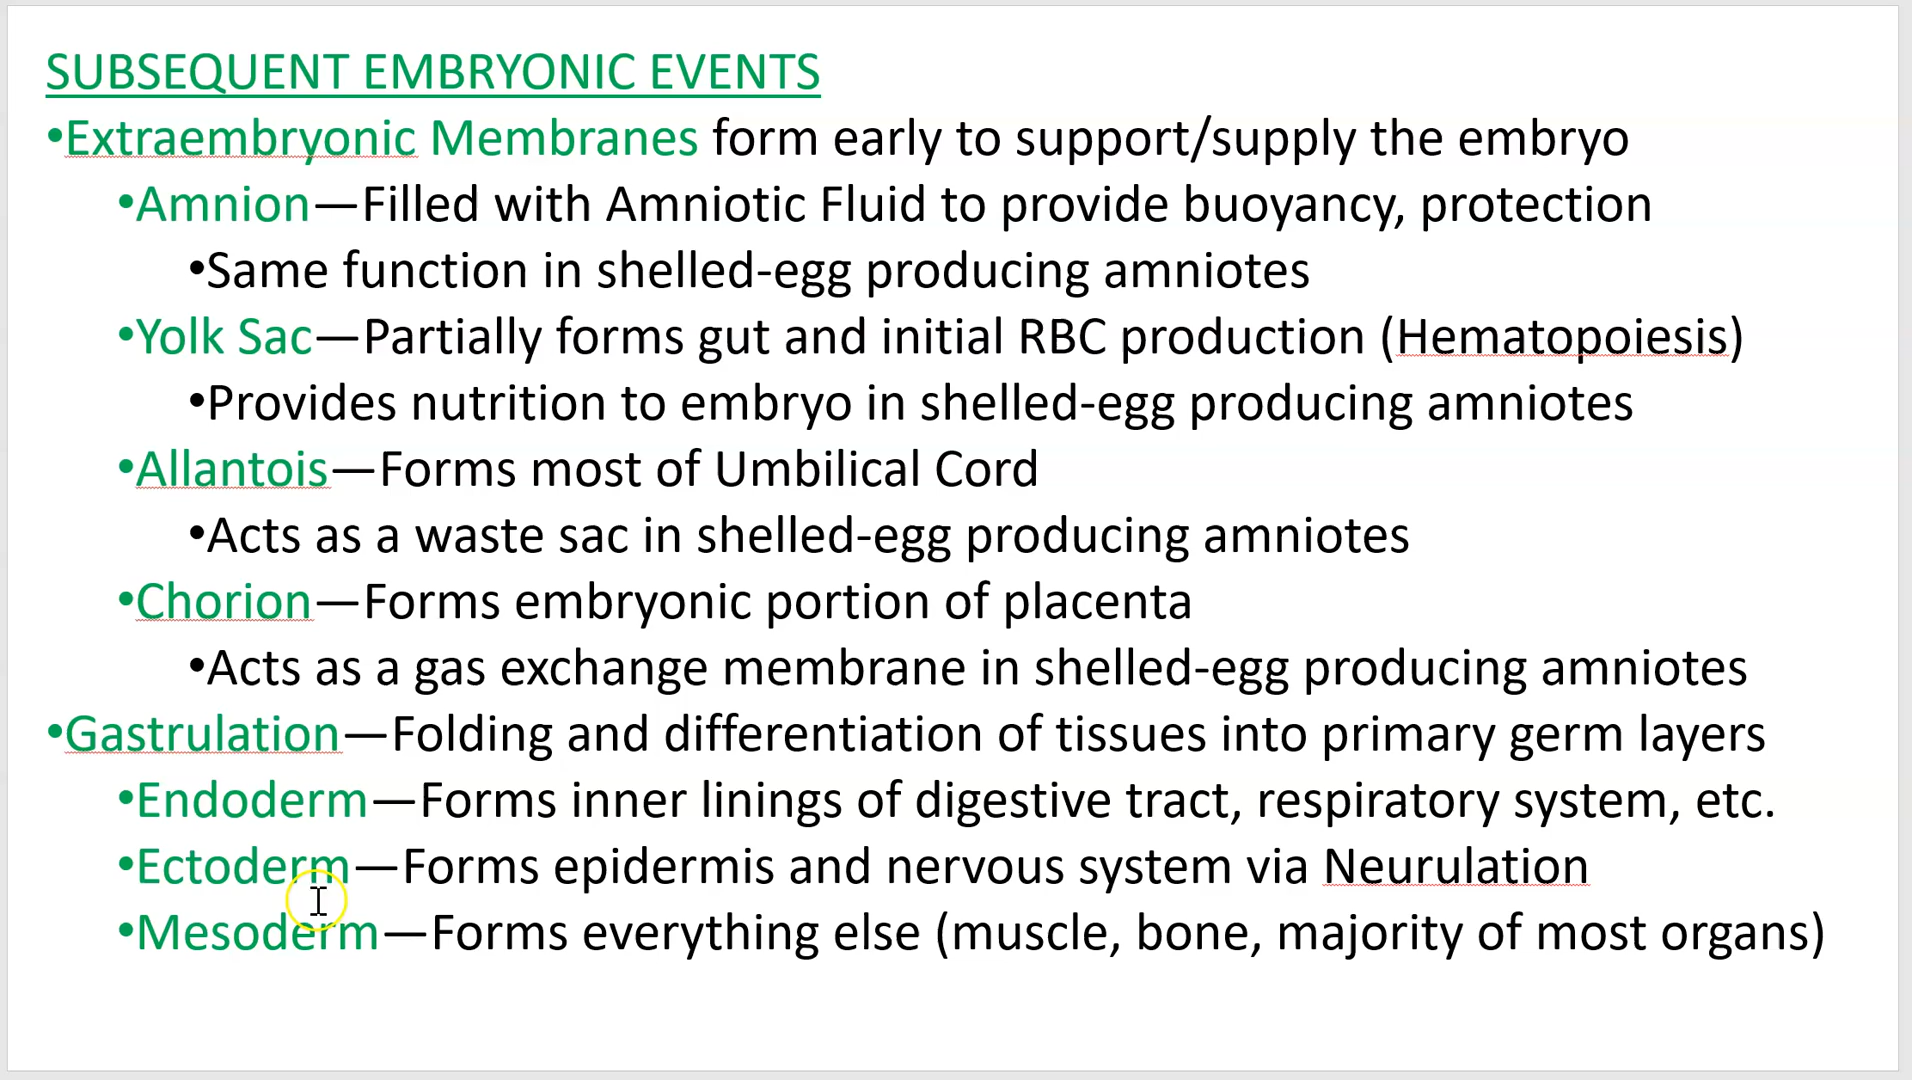 SUBSEQUENT EMBRYONIC EVENTS
•Extraembryonic Membranes form early to support/supply the embryo
•Amnion—Filled with Amniotic Fluid to provide buoyancy, protection
•Same function in shelled-egg producing amniotes
•Yolk Sac—Partially forms gut and initial RBC production (Hematopoiesis)
•Provides nutrition to embryo in shelled-egg producing amniotes
•Allantois—Forms most of Umbilical Cord
•Acts as a waste sac in shelled-egg producing amniotes
•Chorion—Forms embryonic portion of placenta
•Acts as a gas exchange membrane in shelled-egg producing amniotes
•Gastrulation—Folding and differentiation of tissues into primary germ layers
•Endoderm—Forms inner linings of digestive tract, respiratory system, etc.
•Ectoderm—Forms epidermis and nervous system via Neurulation
•Mesoderm—Forms everything else (muscle, bone, majority of most organs)